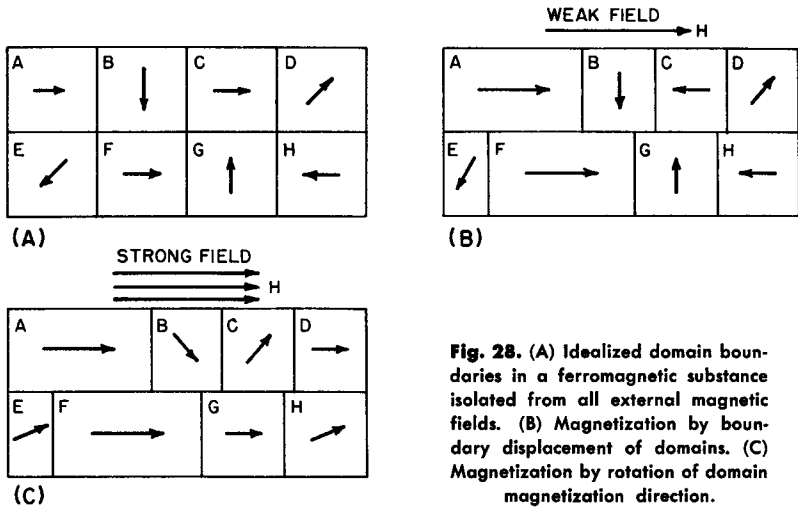 A B C D
E F G H
(A)
WEAK FIELD
H
A B C D
E F G H
(B)
STRONG FIELD
H
A B C D
E F G H
(C)
Fig. 28. (A) Idealized domain boun-
daries in a ferromagnetic substance
isolated from all external magnetic
fields. (B) Magnetization by boun-
dary displacement of domains. (C)
Magnetization by rotation of domain
magnetization direction.